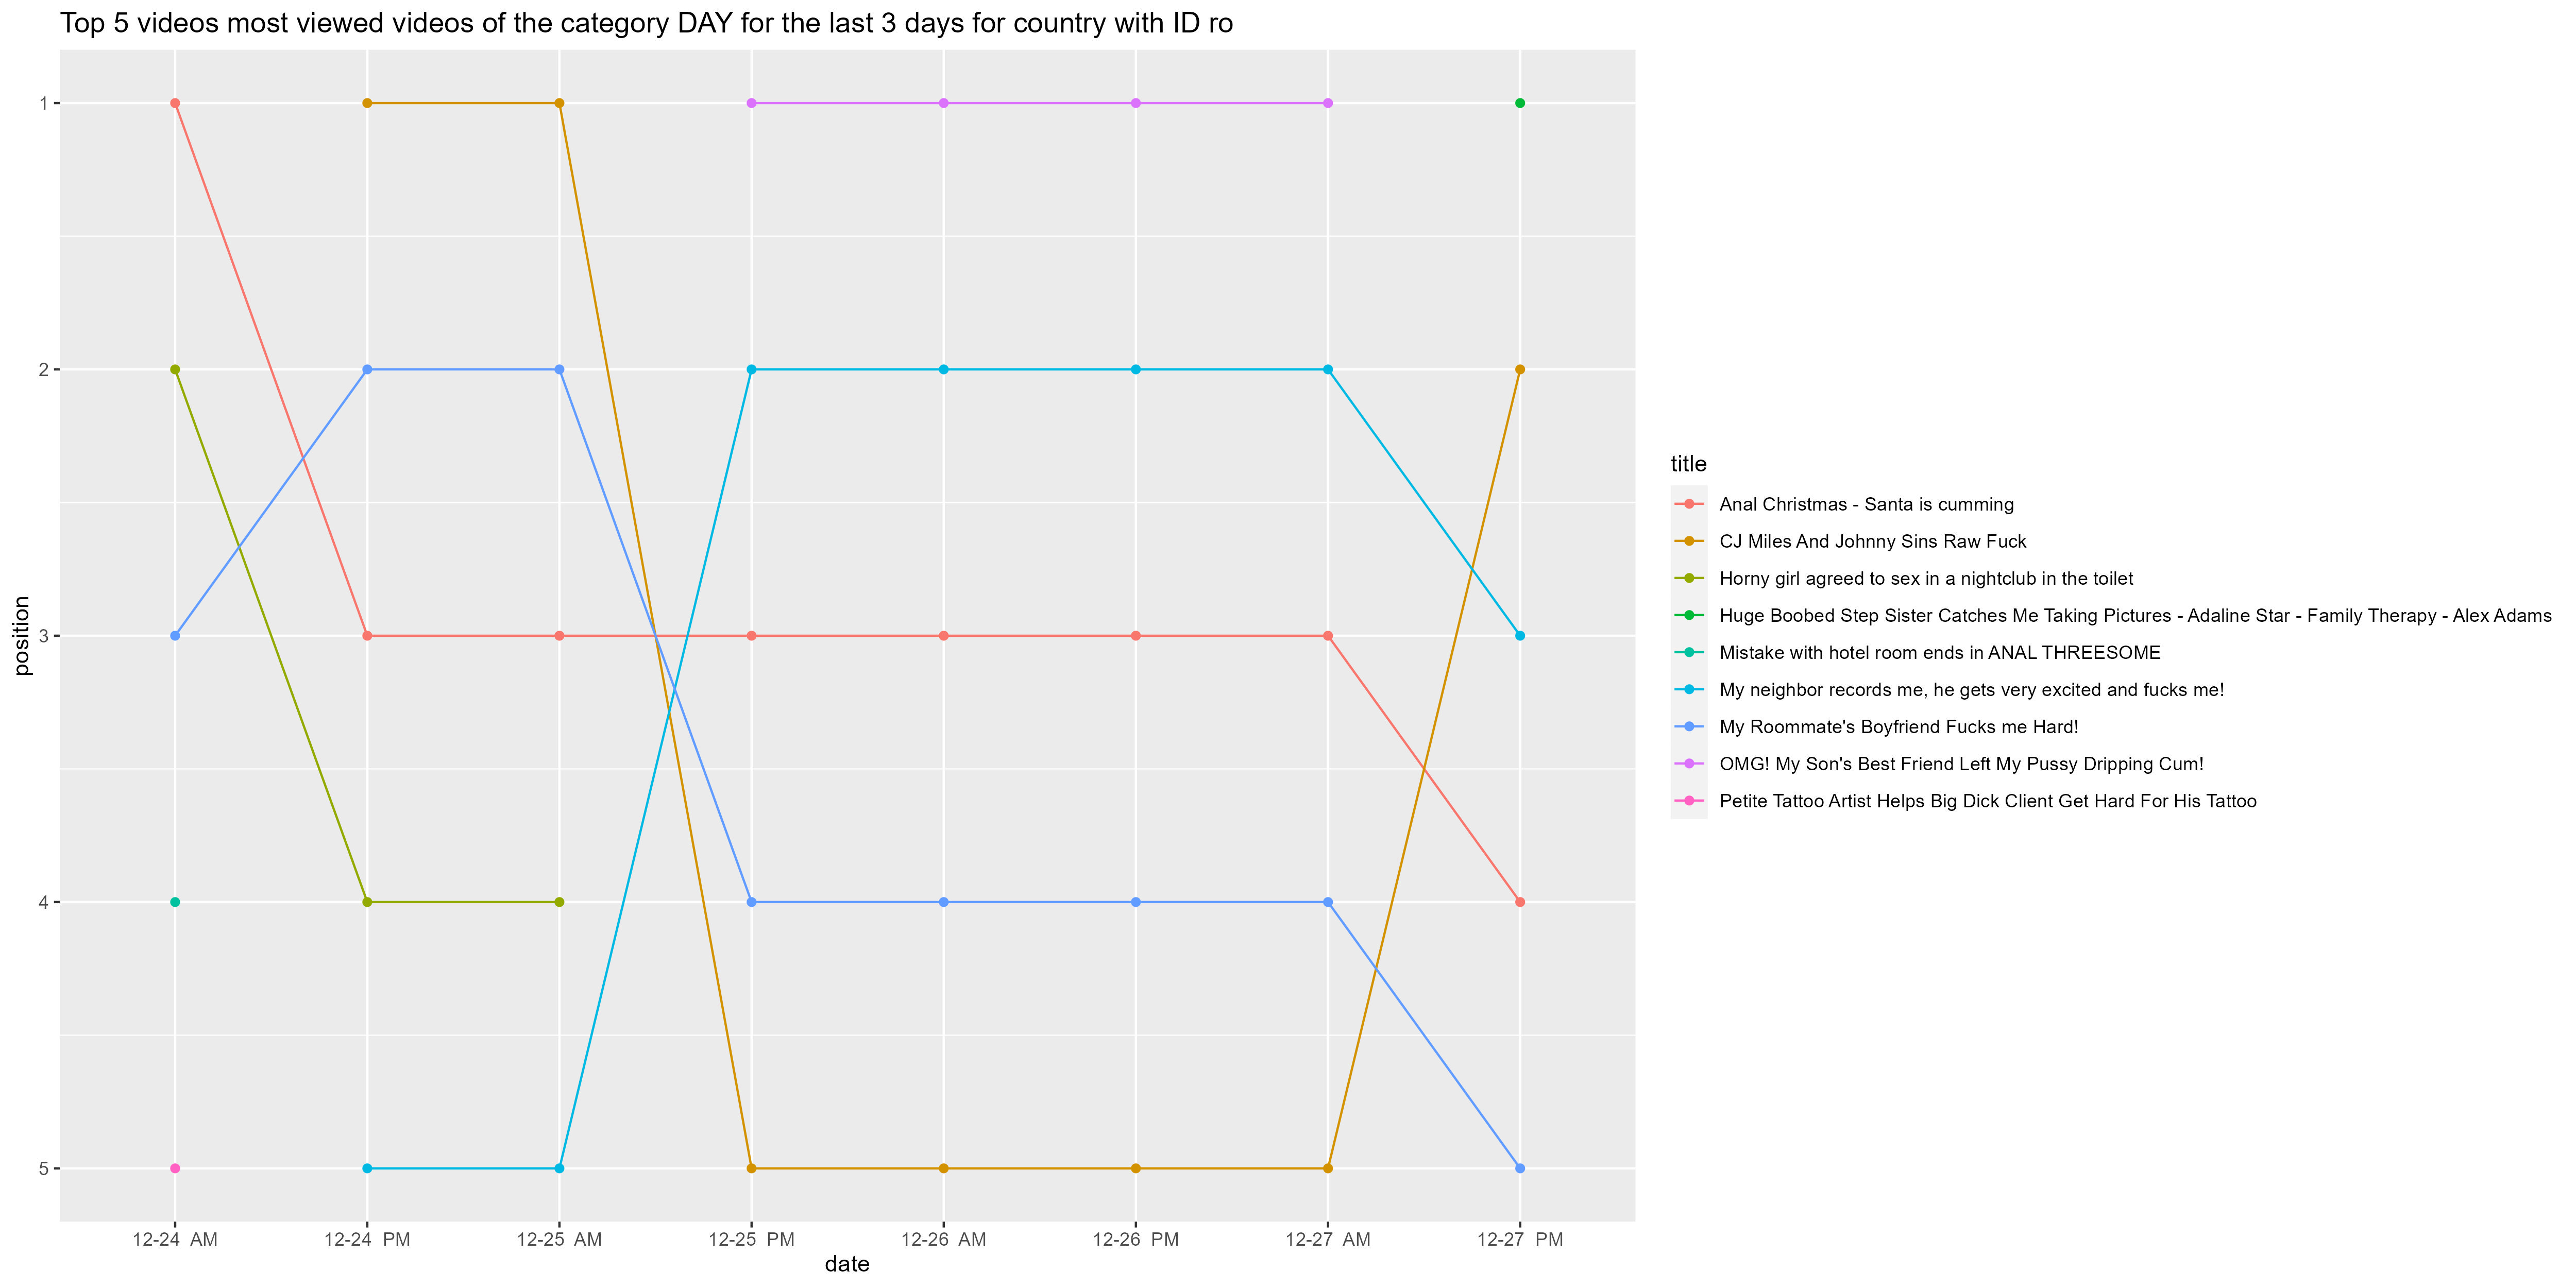 Top 5 videos most viewed videos of the category DAY for the last 3 days for country with ID ro
1
2
3
4
5
position
12-24 AM
12-24 PM
12-25 AM
12-25 PM
12-26 AM
12-26 PM
12-27 AM
12-27 PM
date
title
Anal Christmas - Santa is cumming
CJ Miles And Johnny Sins Raw Fuck
Horny girl agreed to sex in a nightclub in the toilet
Huge Boobed Step Sister Catches Me Taking Pictures - Adaline Star - Family Therapy - Alex Adams
Mistake with hotel room ends in ANAL THREESOME
My neighbor records me, he gets very excited and fucks me!
My Roommate's Boyfriend Fucks me Hard!
OMG! My Son's Best Friend Left My Pussy Dripping Cum!
Petite Tattoo Artist Helps Big Dick Client Get Hard For His Tattoo